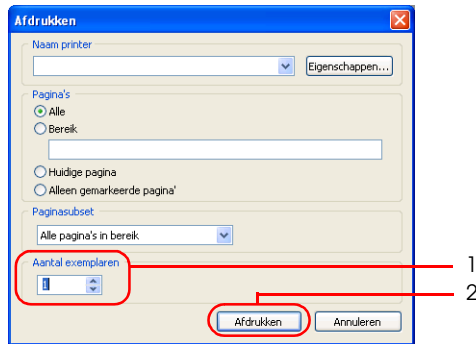 Afdrukken
Naam printer
Eigenschappen...
Pagina's
Alle
Bereik
Huidige pagina
Alleen gemarkeerde pagina'
Paginasubset
Alle pagina's in bereik
Aantal exemplaren
1
1
2
Afdrukken Annuleren